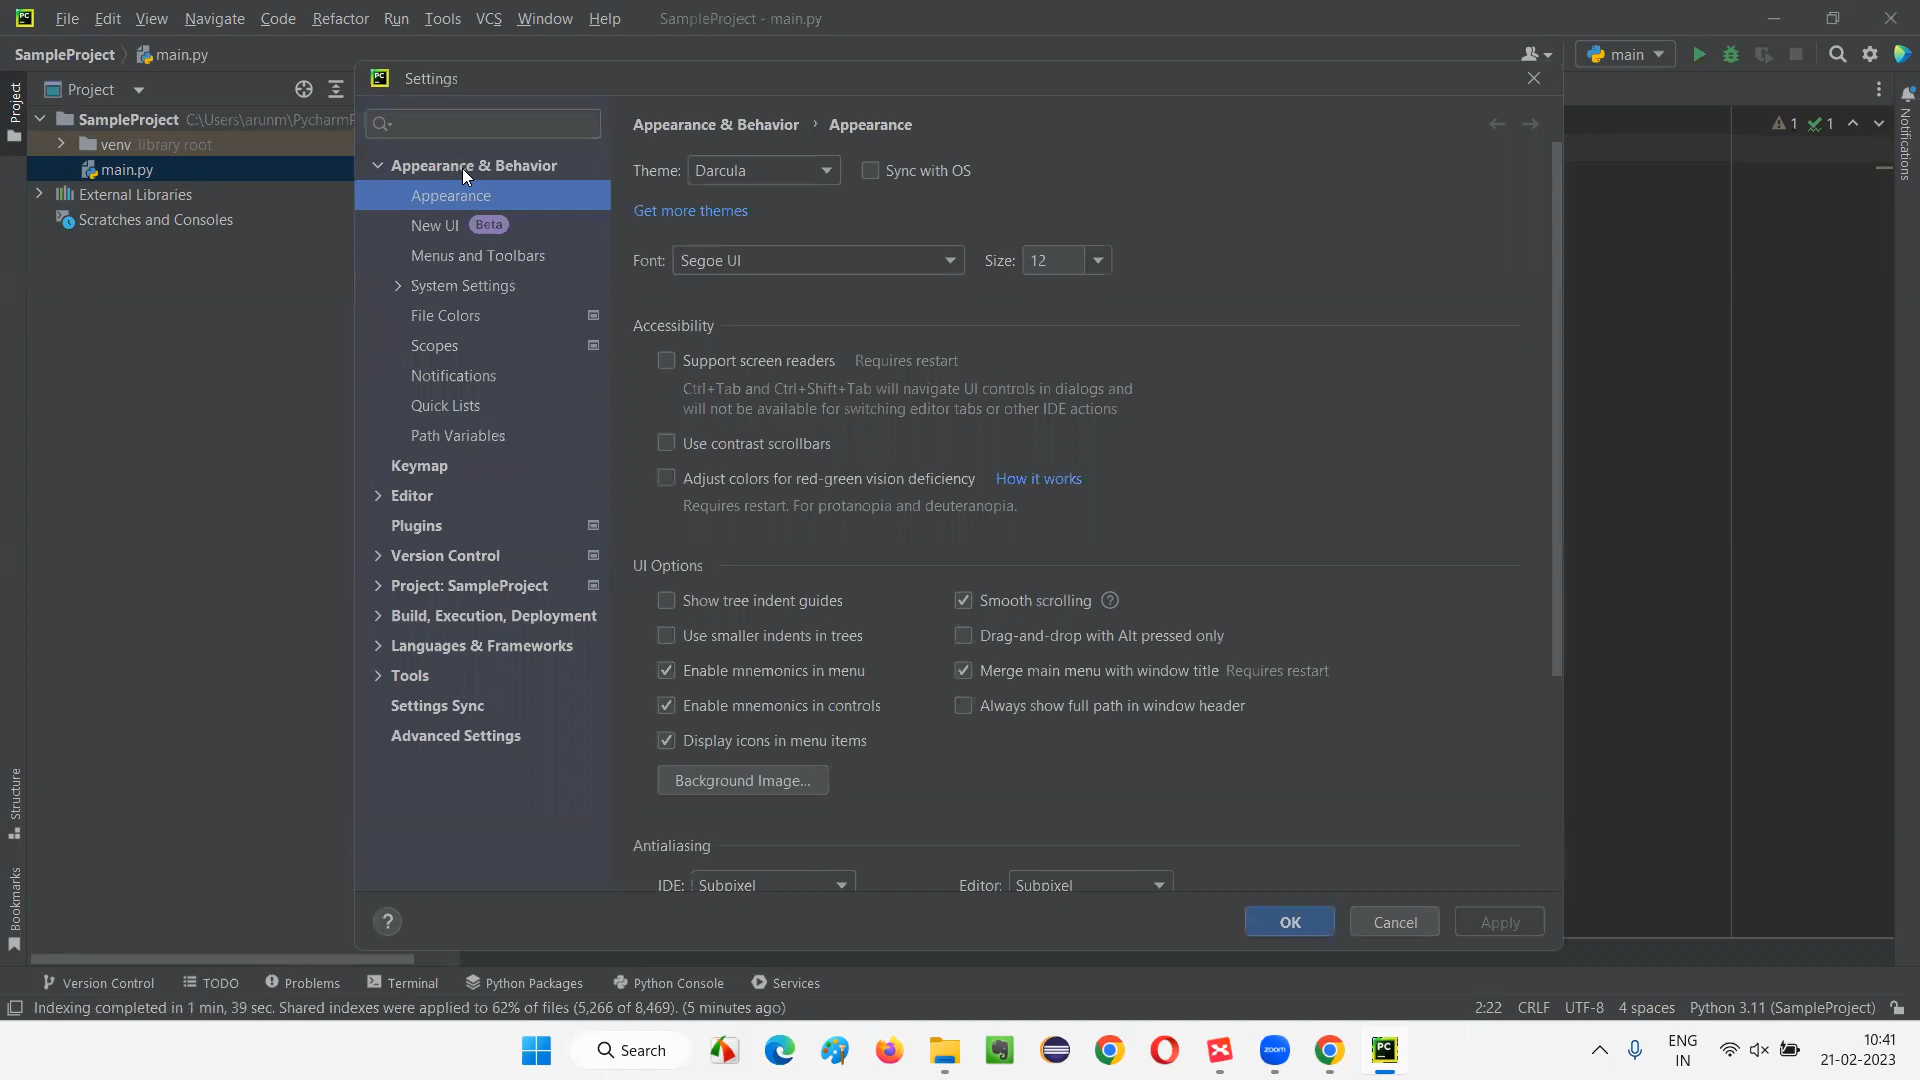 File Edit View Navigate Code Refactor Run Tools VCS Window Help SampleProject - main.py
SampleProject main.py main
Project
Settings
SampleProject C:\Users\arunm\PycharmP
venv library root
main.py
External Libraries
Scratches and Consoles
Project
Structure
Bookmarks
Appearance & Behavior
Appearance
New UI Beta
Menus and Toolbars
System Settings
File Colors
Scopes
Notifications
Quick Lists
Path Variables
Keymap
Editor
Plugins
Version Control
Project: SampleProject
Build, Execution, Deployment
Languages & Frameworks
Tools
Settings Sync
Advanced Settings
Appearance & Behavior › Appearance
Theme: Darcula Sync with OS
Get more themes
Font: Segoe UI Size: 12
Accessibility
Support screen readers Requires restart
Ctrl+Tab and Ctrl+Shift+Tab will navigate UI controls in dialogs and
will not be available for switching editor tabs or other IDE actions
Use contrast scrollbars
Adjust colors for red-green vision deficiency How it works
Requires restart. For protanopia and deuteranopia.
UI Options
Show tree indent guides Smooth scrolling ?
Use smaller indents in trees Drag-and-drop with Alt pressed only
Enable mnemonics in menu Merge main menu with window title Requires restart
Enable mnemonics in controls Always show full path in window header
Display icons in menu items
Background Image...
Antialiasing
IDE: Subpixel Editor: Subpixel
? OK Cancel Apply
1 1
Notifications
Version Control TODO Problems Terminal Python Packages Python Console Services
Indexing completed in 1 min, 39 sec. Shared indexes were applied to 62% of files (5,266 of 8,469). (5 minutes ago) 2:22 CRLF UTF-8 4 spaces Python 3.11 (SampleProject)
Search zoom PC ENG 10:41
IN 21-02-2023